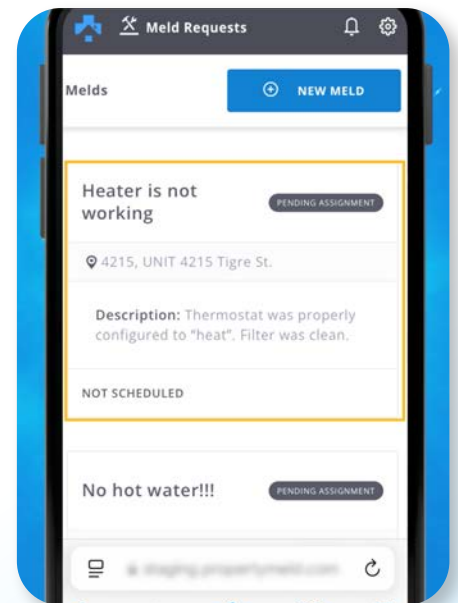 Meld Requests
Melds
NEW MELD
Heater is not
working
PENDING ASSIGNMENT
4215, UNIT 4215 Tigre St.
Description: Thermostat was properly
configured to “heat”. Filter was clean.
NOT SCHEDULED
No hot water!!!
PENDING ASSIGNMENT